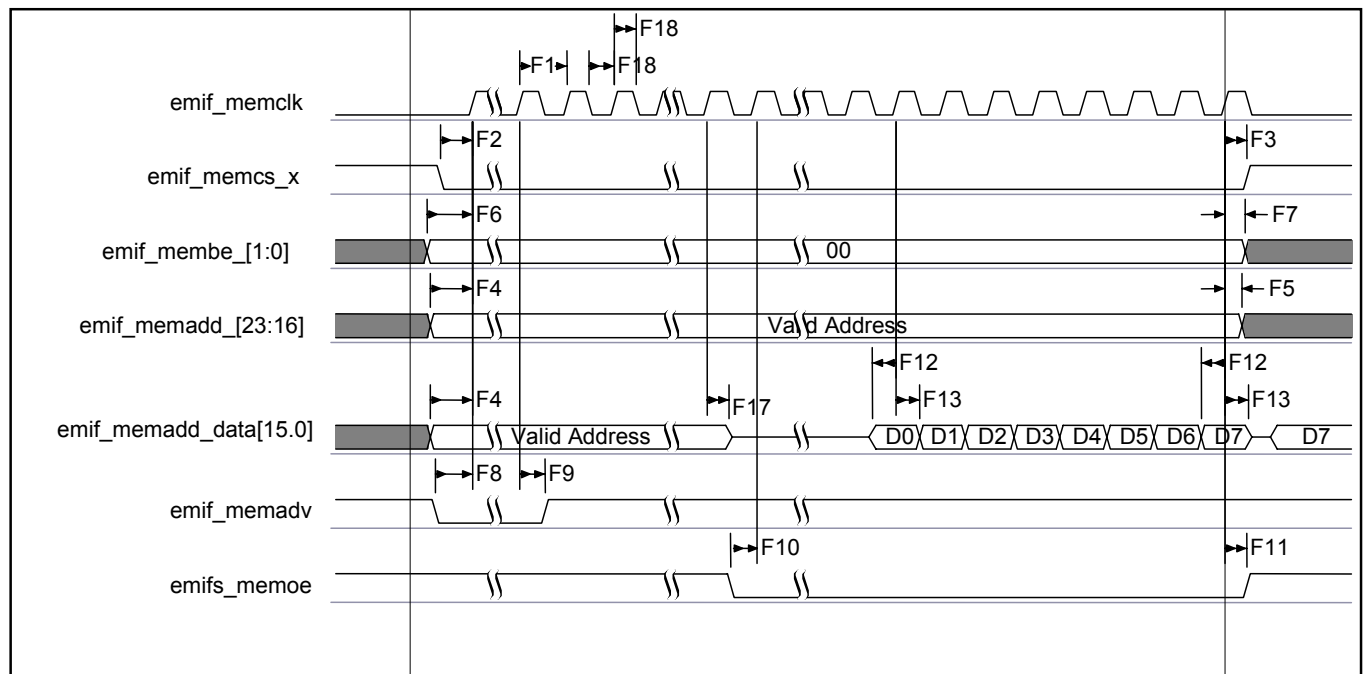 F18
F1 F18
emif_memclk
F2 F3
emif_memcs_x
F6 F7
emif_membe_[1:0] 00
F4 F5
emif_memadd_[23:16] Valid Address
F12 F12
F4 F17 F13 F13
emif_memadd_data[15.0] Valid Address D0 D1 D2 D3 D4 D5 D6 D7 D7
F8 F9
emif_memadv
F10 F11
emifs_memoe